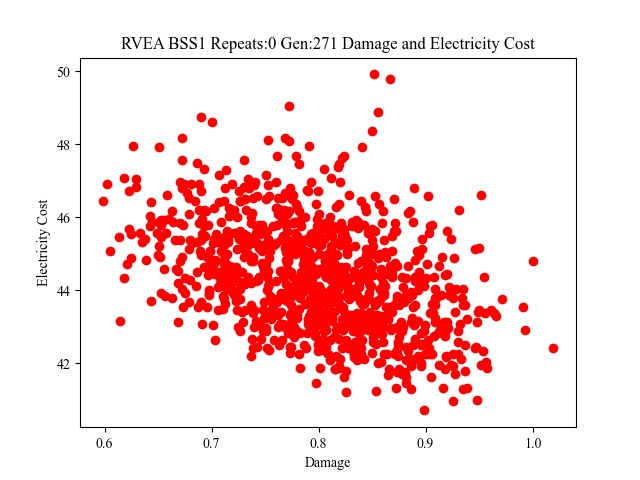 RVEA BSS1 Repeats:0 Gen:271 Damage and Electricity Cost
50
48
46
44
42
Electricity Cost
0.6 0.7 0.8 0.9 1.0
Damage